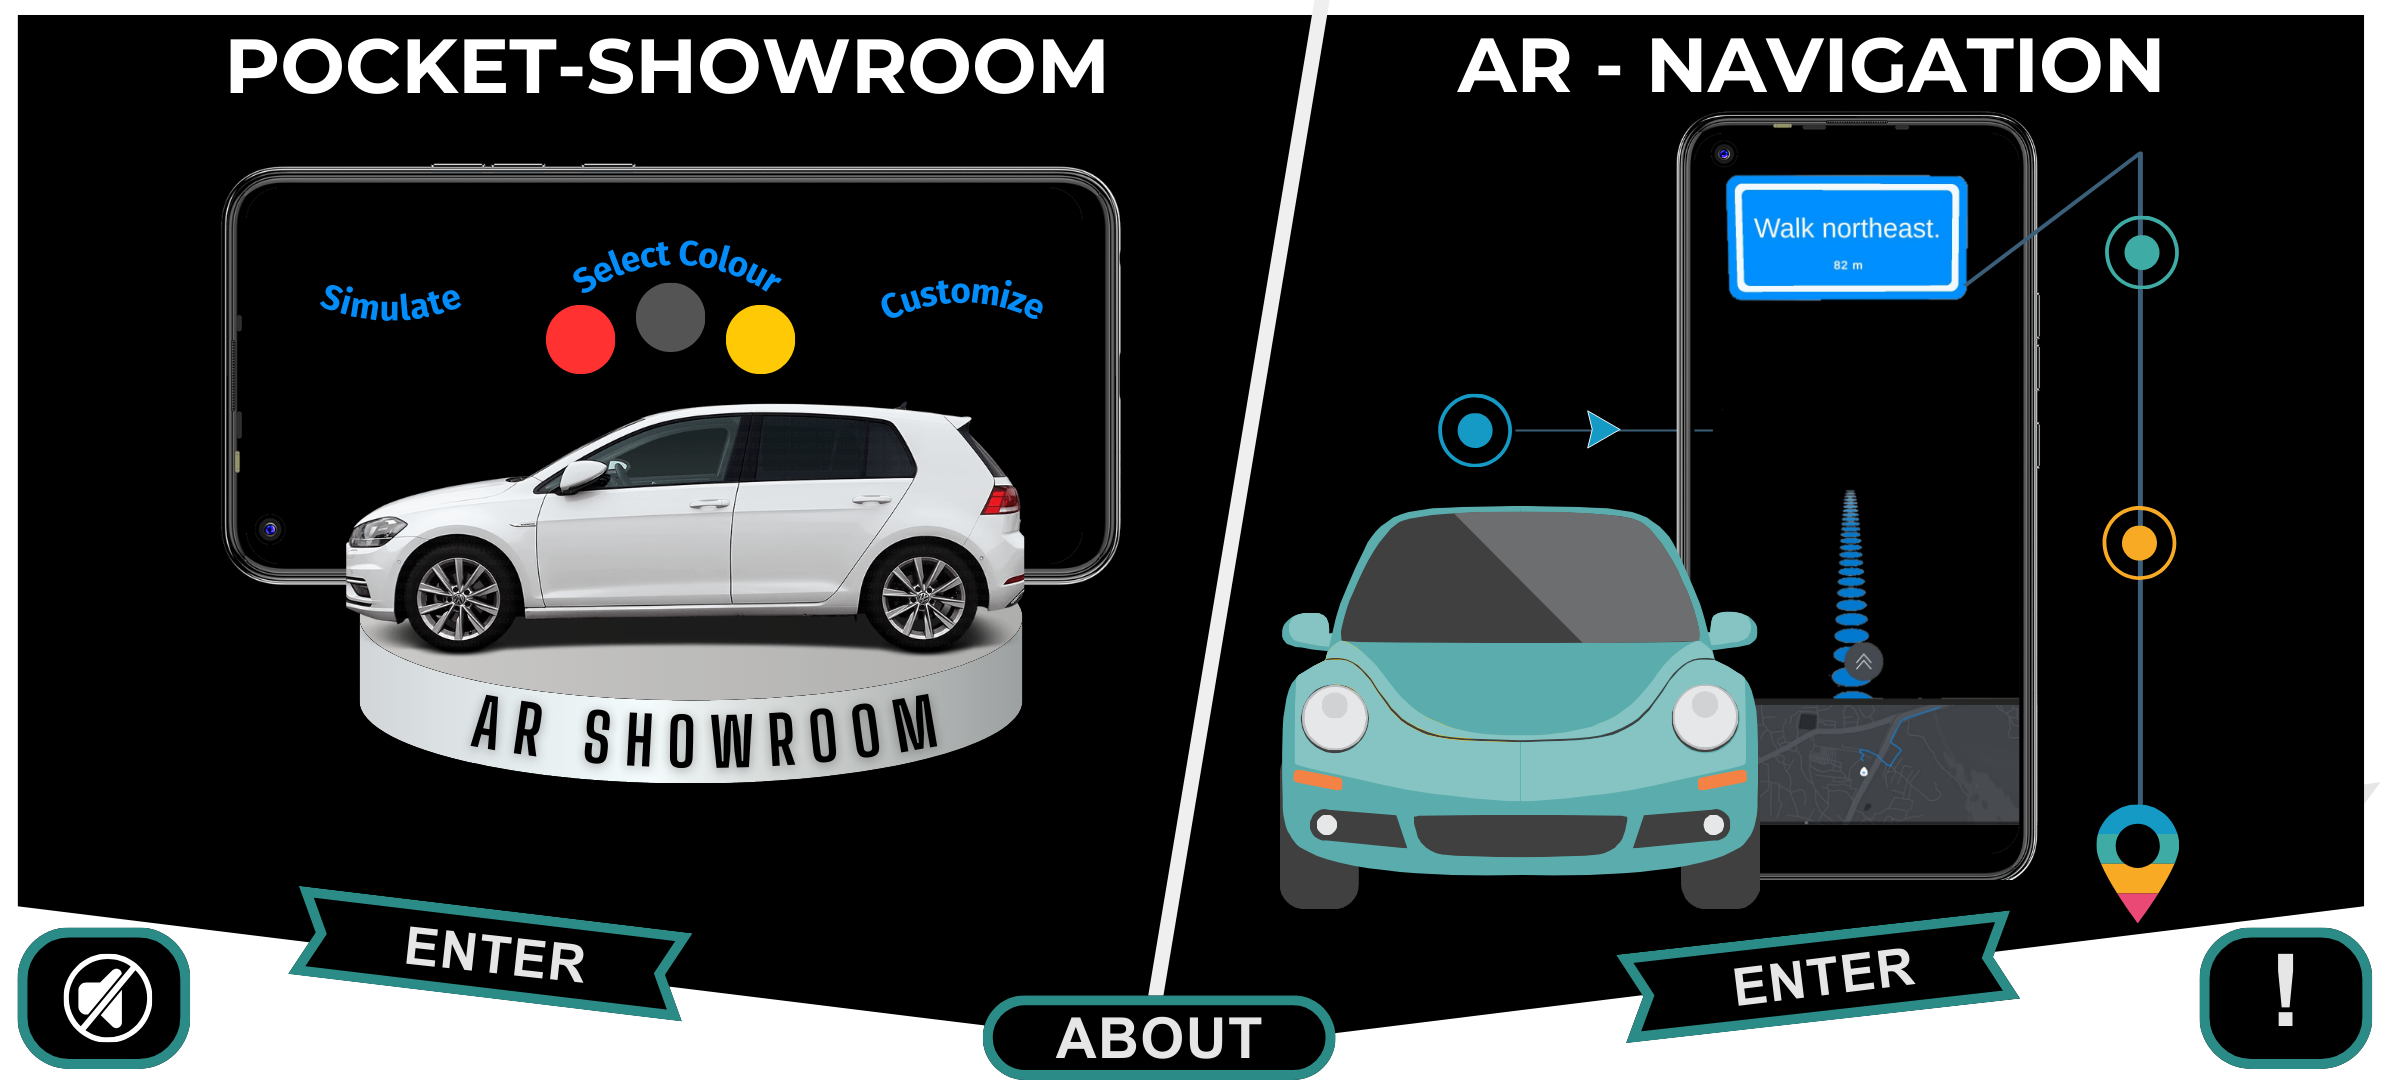 POCKET-SHOWROOM
Simulate
Select Colour
Customize
AR SHOWROOM
ENTER
AR - NAVIGATION
Walk northeast.
82 m
ENTER
ABOUT
!